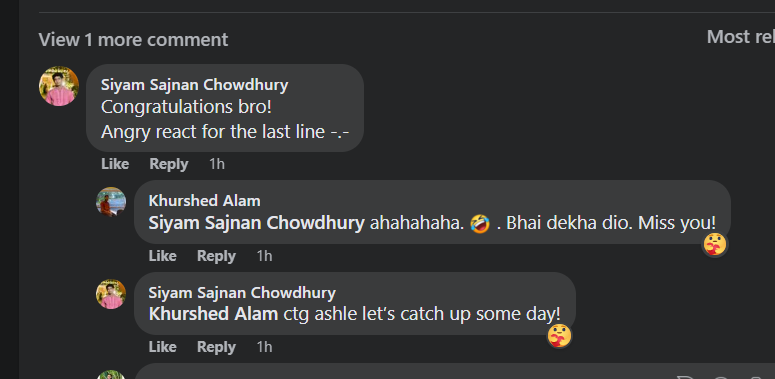 View 1 more comment
Most rel
Siyam Sajnan Chowdhury
Congratulations bro!
Angry react for the last line -.-
Like Reply 1h
Khurshed Alam
Siyam Sajnan Chowdhury ahahahaha. 🤣 . Bhai dekha dio. Miss you!
Like Reply 1h
Siyam Sajnan Chowdhury
Khurshed Alam ctg ashle let's catch up some day!
Like Reply 1h